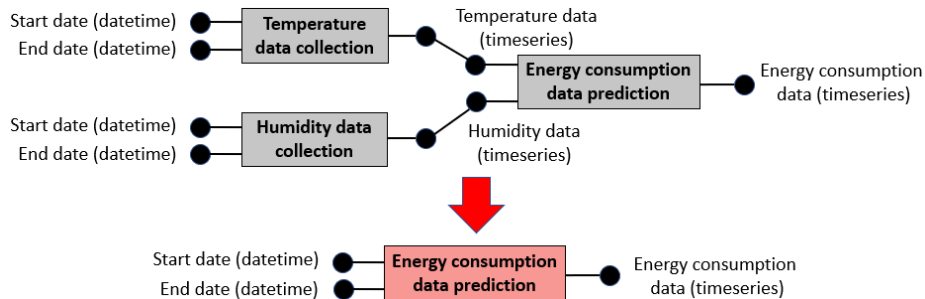 Start date (datetime)
End date (datetime)
Temperature
data collection
Temperature data
(timeseries)
Energy consumption
data prediction
Energy consumption
data (timeseries)
Start date (datetime)
End date (datetime)
Humidity data
collection
Humidity data
(timeseries)
Start date (datetime)
End date (datetime)
Energy consumption
data prediction
Energy consumption
data (timeseries)